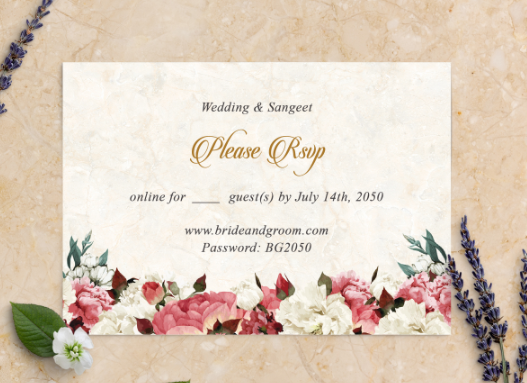 Wedding & Sangeet
Please Rsvp
online for ____ guest(s) by July 14th, 2050
www.brideandgroom.com
Password: BG2050